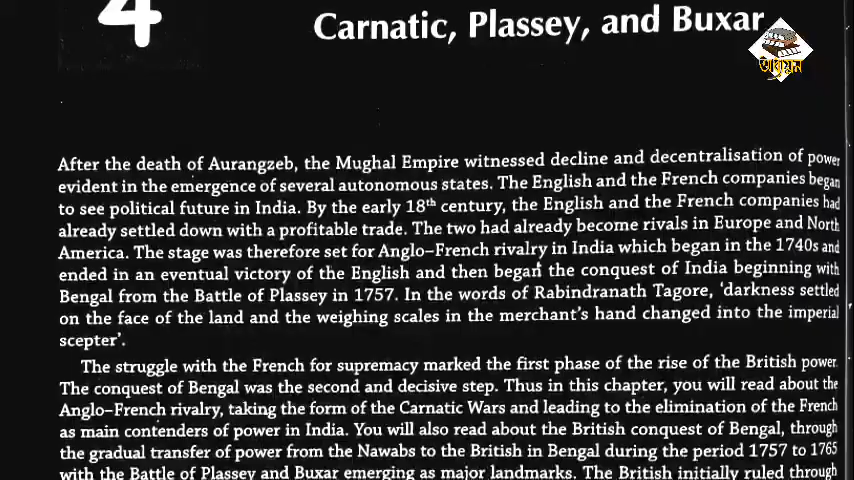 4
Carnatic, Plassey, and Buxar
অধ্যয়ন
After the death of Aurangzeb, the Mughal Empire witnessed decline and decentralisation of power
evident in the emergence of several autonomous states. The English and the French companies began
to see political future in India. By the early 18th century, the English and the French companies had
already settled down with a profitable trade. The two had already become rivals in Europe and North
America. The stage was therefore set for Anglo–French rivalry in India which began in the 1740s and
ended in an eventual victory of the English and then began the conquest of India beginning with
Bengal from the Battle of Plassey in 1757. In the words of Rabindranath Tagore, ‘darkness settled
on the face of the land and the weighing scales in the merchant’s hand changed into the imperial
scepter’.
The struggle with the French for supremacy marked the first phase of the rise of the British power.
The conquest of Bengal was the second and decisive step. Thus in this chapter, you will read about the
Anglo–French rivalry, taking the form of the Carnatic Wars and leading to the elimination of the French
as main contenders of power in India. You will also read about the British conquest of Bengal, through
the gradual transfer of power from the Nawabs to the British in Bengal during the period 1757 to 1765
with the Battle of Plassey and Buxar emerging as major landmarks. The British initially ruled through